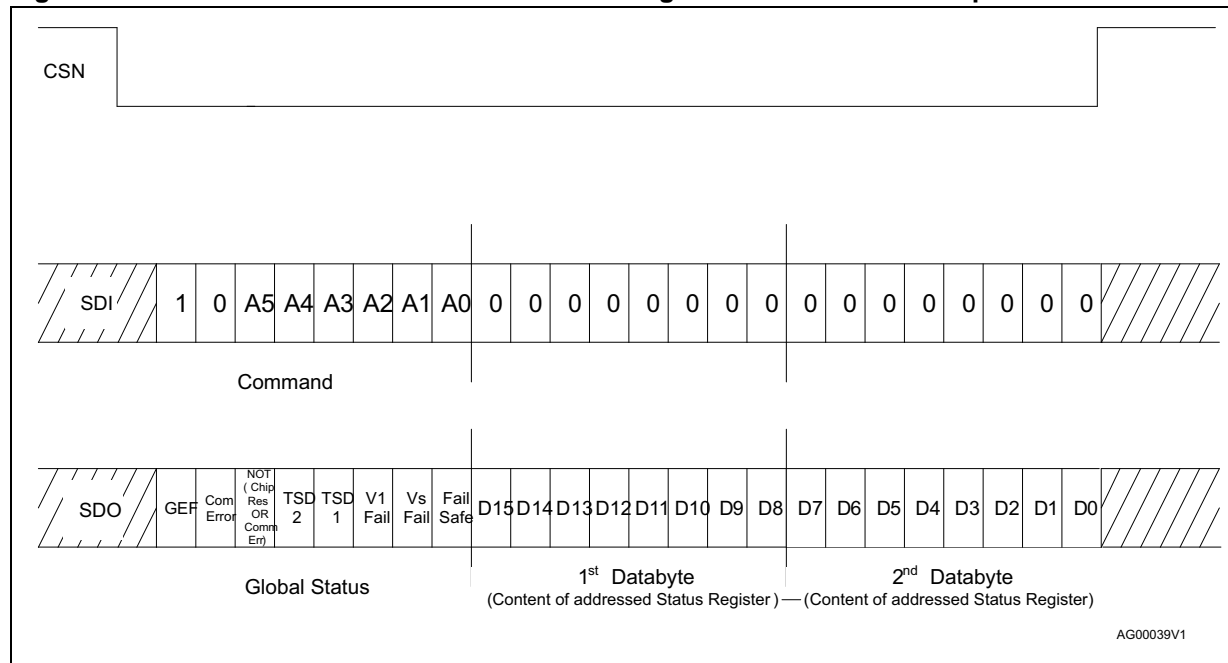 CSN
SDI 1 0 A5 A4 A3 A2 A1 A0 0 0 0 0 0 0 0 0 0 0 0 0 0 0 0 0
Command
SDO GEF Com Error NOT ( Chip Res OR Comm Err) TSD 2 TSD 1 V1 Fail Vs Fail Fail Safe D15 D14 D13 D12 D11 D10 D9 D8 D7 D6 D5 D4 D3 D2 D1 D0
Global Status
1st Databyte
(Content of addressed Status Register )
2nd Databyte
(Content of addressed Status Register)
AG00039V1